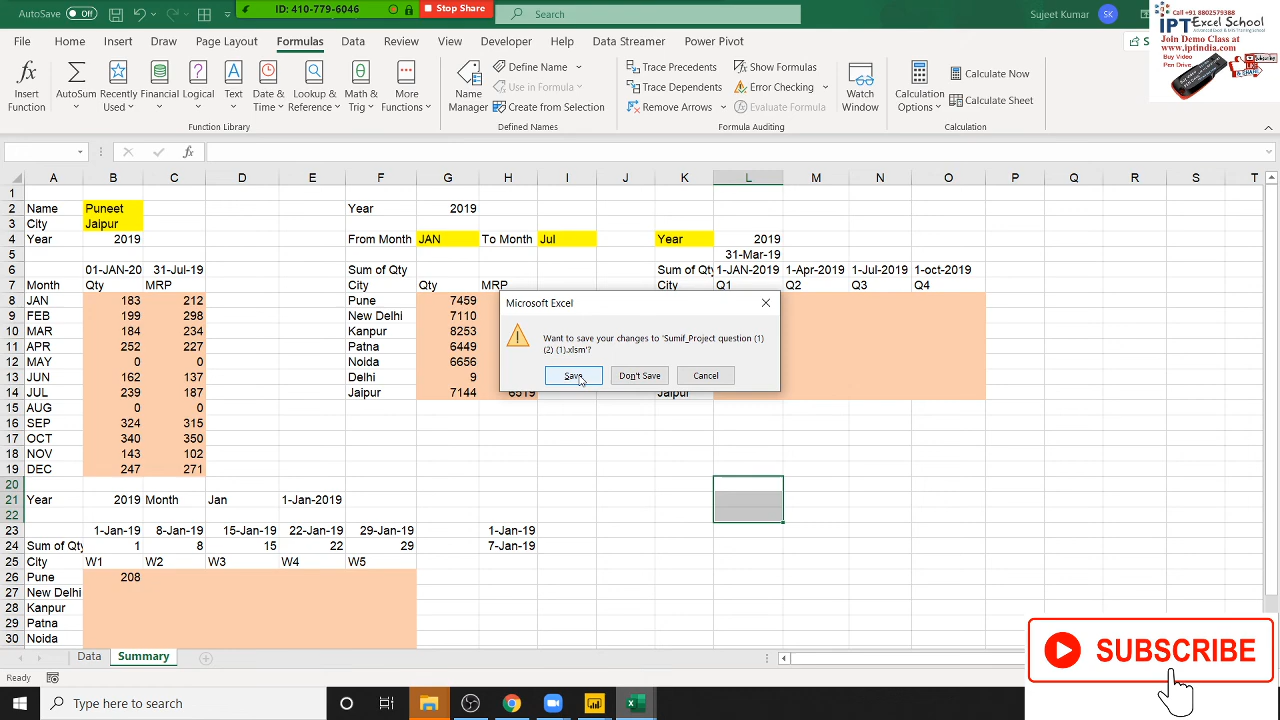 AutoSave Off
ID: 410-779-6046 Stop Share
Search
Sujeet Kumar SK
File Home Insert Draw Page Layout Formulas Data Review View Developer Help Data Streamer Power Pivot
Insert Function
AutoSum
Recently Used
Financial
Logical
Text
Date & Time
Lookup & Reference
Math & Trig
More Functions
Function Library
Name Manager
Define Name
Use in Formula
Create from Selection
Defined Names
Trace Precedents
Trace Dependents
Remove Arrows
Show Formulas
Error Checking
Evaluate Formula
Formula Auditing
Watch Window
Calculation Options
Calculate Now
Calculate Sheet
Calculation
Call +91 8802579388
iPT Excel School
Join Demo Class at
www.iptindia.com
Buy Video
Pen Drive
A B C D E F G H I J K L M N O P Q R S T
1
2 Name Puneet Year 2019
3 City Jaipur
4 Year 2019 From Month JAN To Month Jul Year 2019
5 31-Mar-19
6 01-JAN-20 31-Jul-19 Sum of Qty Sum of Qty 1-JAN-2019 1-Apr-2019 1-Jul-2019 1-oct-2019
7 Month Qty MRP City Qty MRP City Q1 Q2 Q3 Q4
8 JAN 183 212 Pune 7459
9 FEB 199 298 New Delhi 7110
10 MAR 184 234 Kanpur 8253
11 APR 252 227 Patna 6449
12 MAY 0 0 Noida 6656
13 JUN 162 137 Delhi 9
14 JUL 239 187 Jaipur 7144 6519 Jaipur
15 AUG 0 0
16 SEP 324 315
17 OCT 340 350
18 NOV 143 102
19 DEC 247 271
20
21 Year 2019 Month Jan 1-Jan-2019
22
23 1-Jan-19 8-Jan-19 15-Jan-19 22-Jan-19 29-Jan-19 1-Jan-19
24 Sum of Qty 1 8 15 22 29 7-Jan-19
25 City W1 W2 W3 W4 W5
26 Pune 208
27 New Delhi
28 Kanpur
29 Patna
30 Noida
Microsoft Excel
Want to save your changes to 'Sumif_Project question (1)
(2) (1).xlsm'?
Save Don't Save Cancel
Data Summary
Ready
SUBSCRIBE
Type here to search